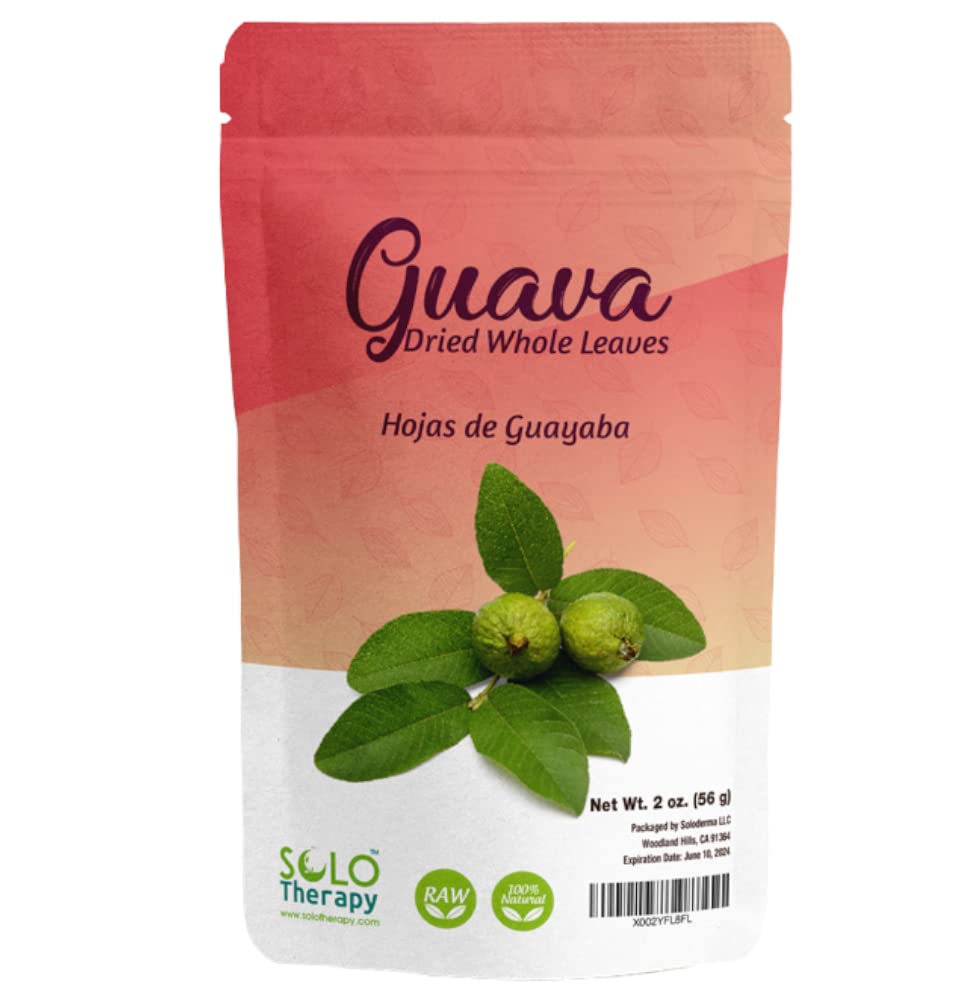 Guava
Dried Whole Leaves
Hojas de Guayaba
Net Wt. 2 oz. (56 g)
Packaged by Soloderma LLC
Woodland Hills, CA 91364
Expiration Date: June 10, 2024
SOLO™
Therapy
www.solotherapy.com
RAW
100%
Natural
X002YFL8FL